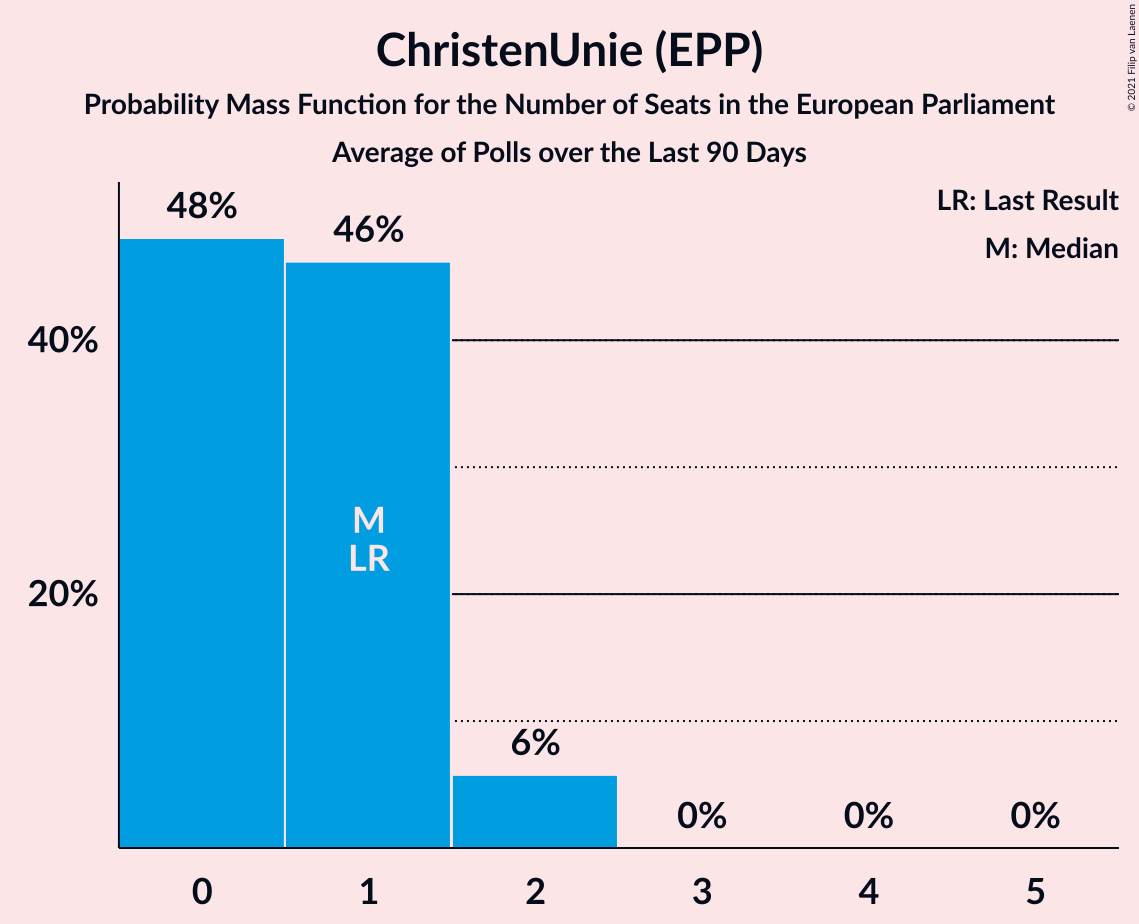 ChristenUnie (EPP)
Probability Mass Function for the Number of Seats in the European Parliament
Average of Polls over the Last 90 Days
© 2021 Filip van Laenen
LR: Last Result
M: Median
48%
46%
40%
M
LR
20%
6%
0%
0%
0%
0
1
2
3
4
5